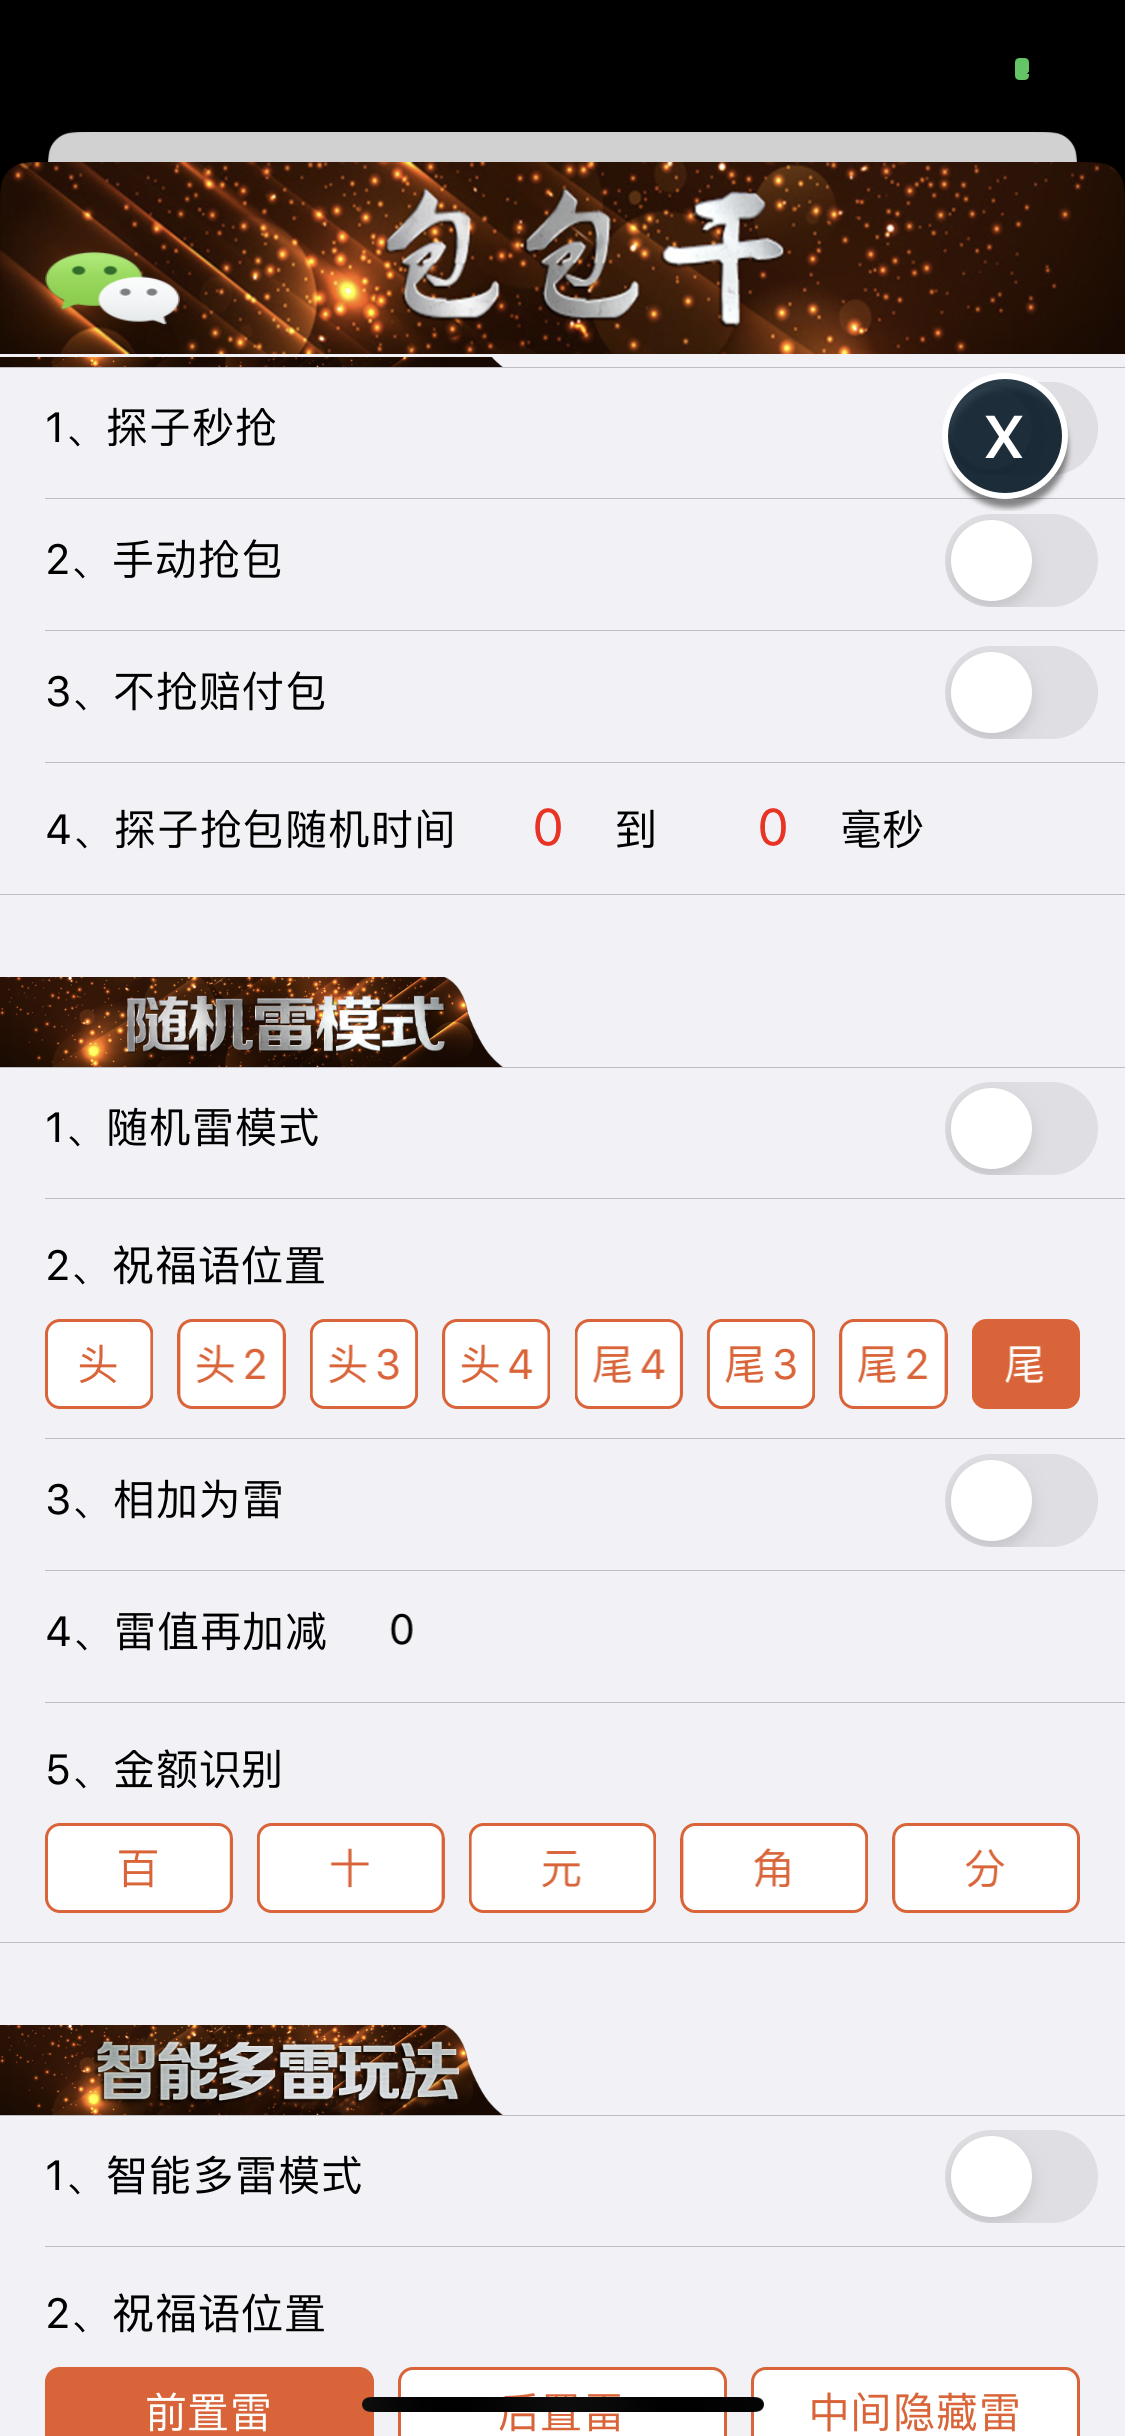 包包干
1、探子秒抢
X
2、手动抢包
3、不抢赔付包
4、探子抢包随机时间 0 到 0 毫秒
随机雷模式
1、随机雷模式
2、祝福语位置
头 头2 头3 头4 尾4 尾3 尾2 尾
3、相加为雷
4、雷值再加减 0
5、金额识别
百 十 元 角 分
智能多雷玩法
1、智能多雷模式
2、祝福语位置
前置雷 后置雷 中间隐藏雷